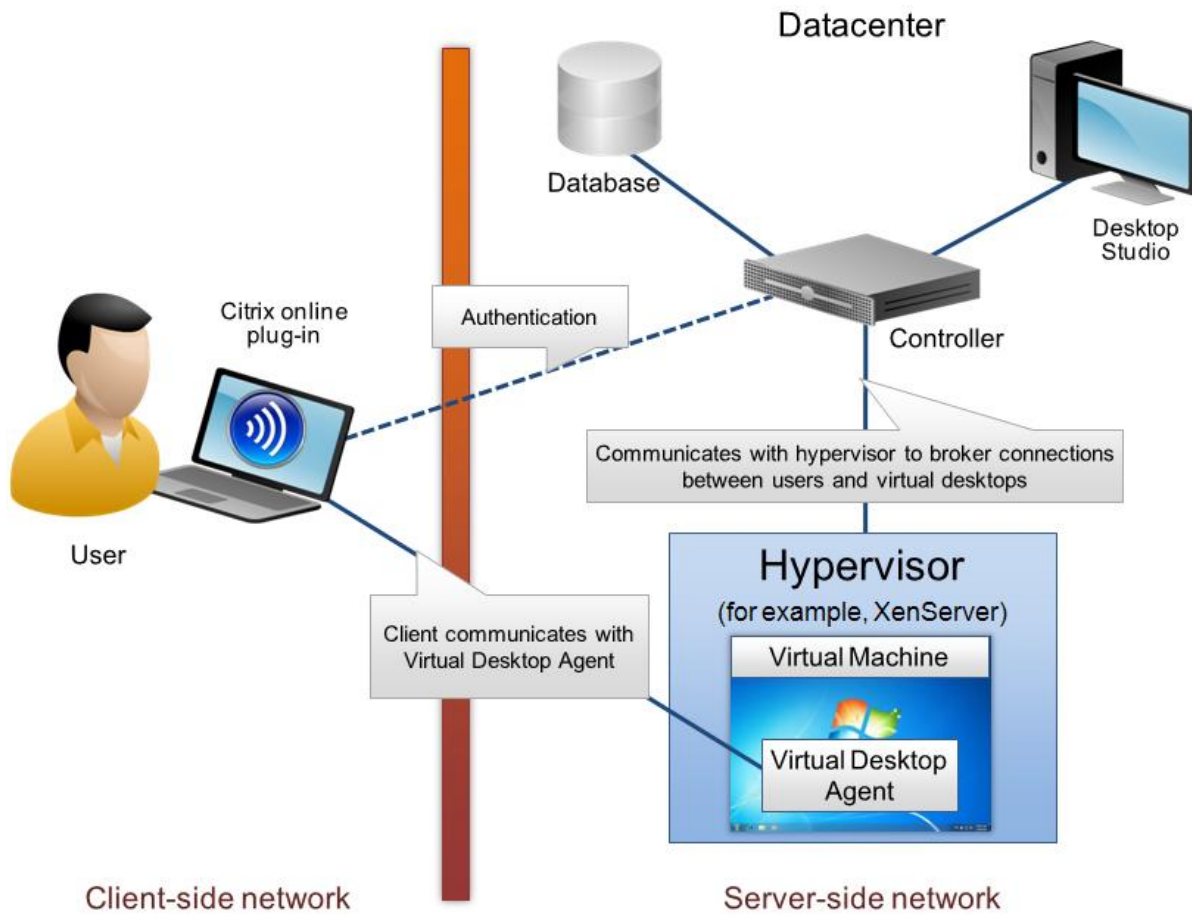 Datacenter
Database
Desktop
Studio
Citrix online
plug-in
Authentication
Controller
Communicates with hypervisor to broker connections
between users and virtual desktops
User
Hypervisor
(for example, XenServer)
Client communicates with
Virtual Desktop Agent
Virtual Machine
Virtual Desktop
Agent
Client-side network
Server-side network